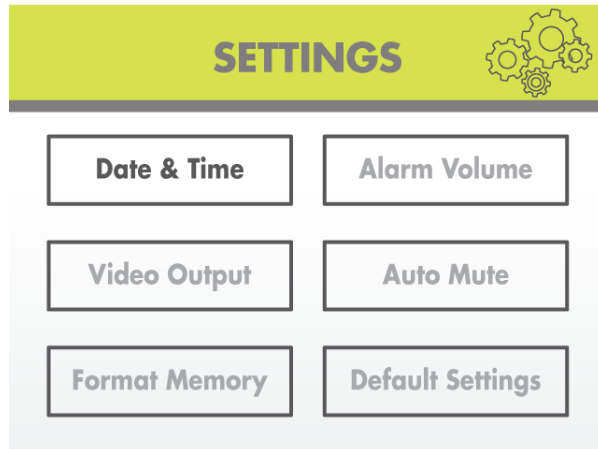 SETTINGS
Date & Time
Alarm Volume
Video Output
Auto Mute
Format Memory
Default Settings